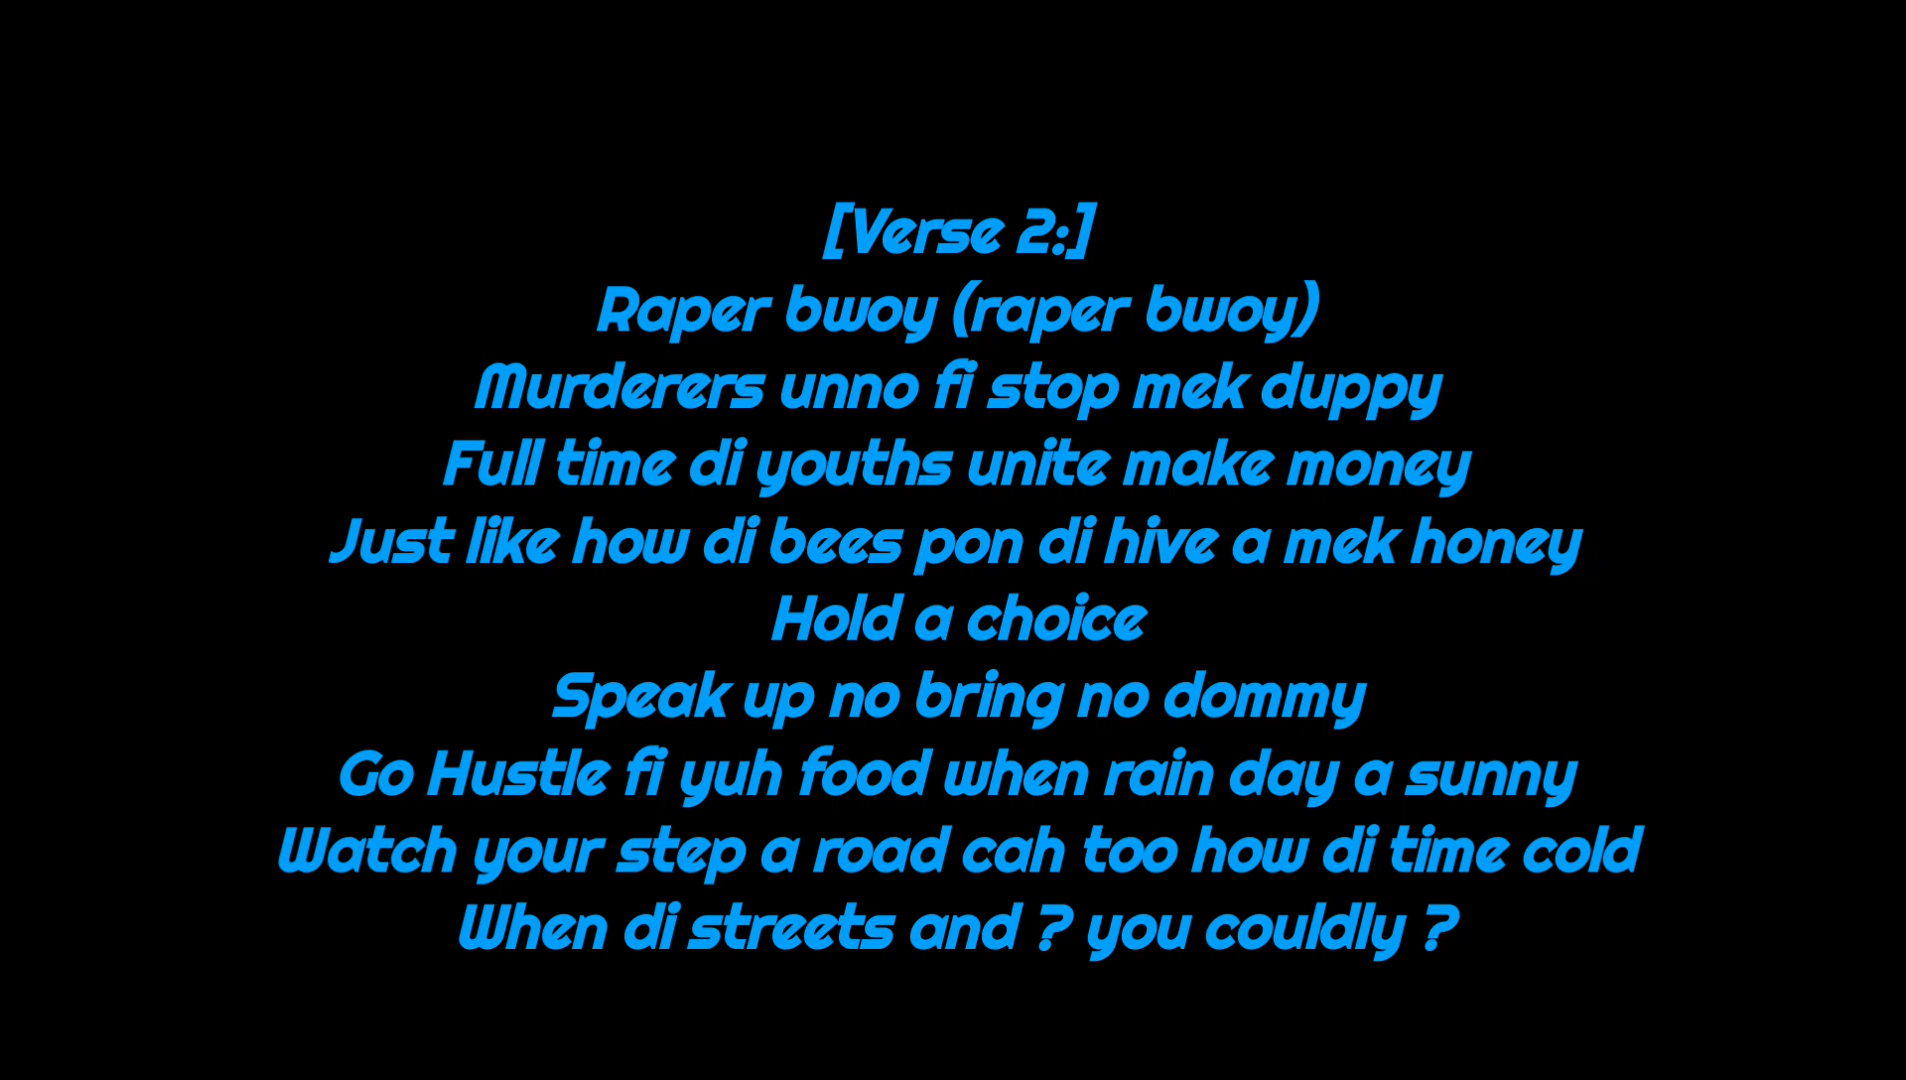 [Verse 2:]
Raper bwoy (raper bwoy)
Murderers unno fi stop mek duppy
Full time di youths unite make money
Just like how di bees pon di hive a mek honey
Hold a choice
Speak up no bring no dommy
Go Hustle fi yuh food when rain day a sunny
Watch your step a road cah too how di time cold
When di streets and ? you couldly ?